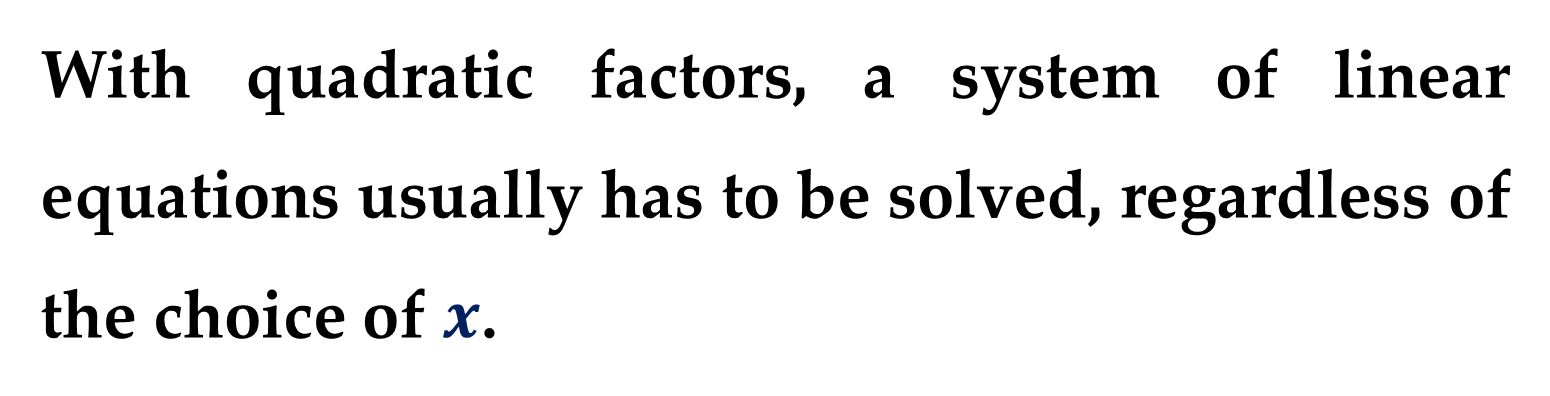 With quadratic factors, a system of linear
equations usually has to be solved, regardless of
the choice of x.